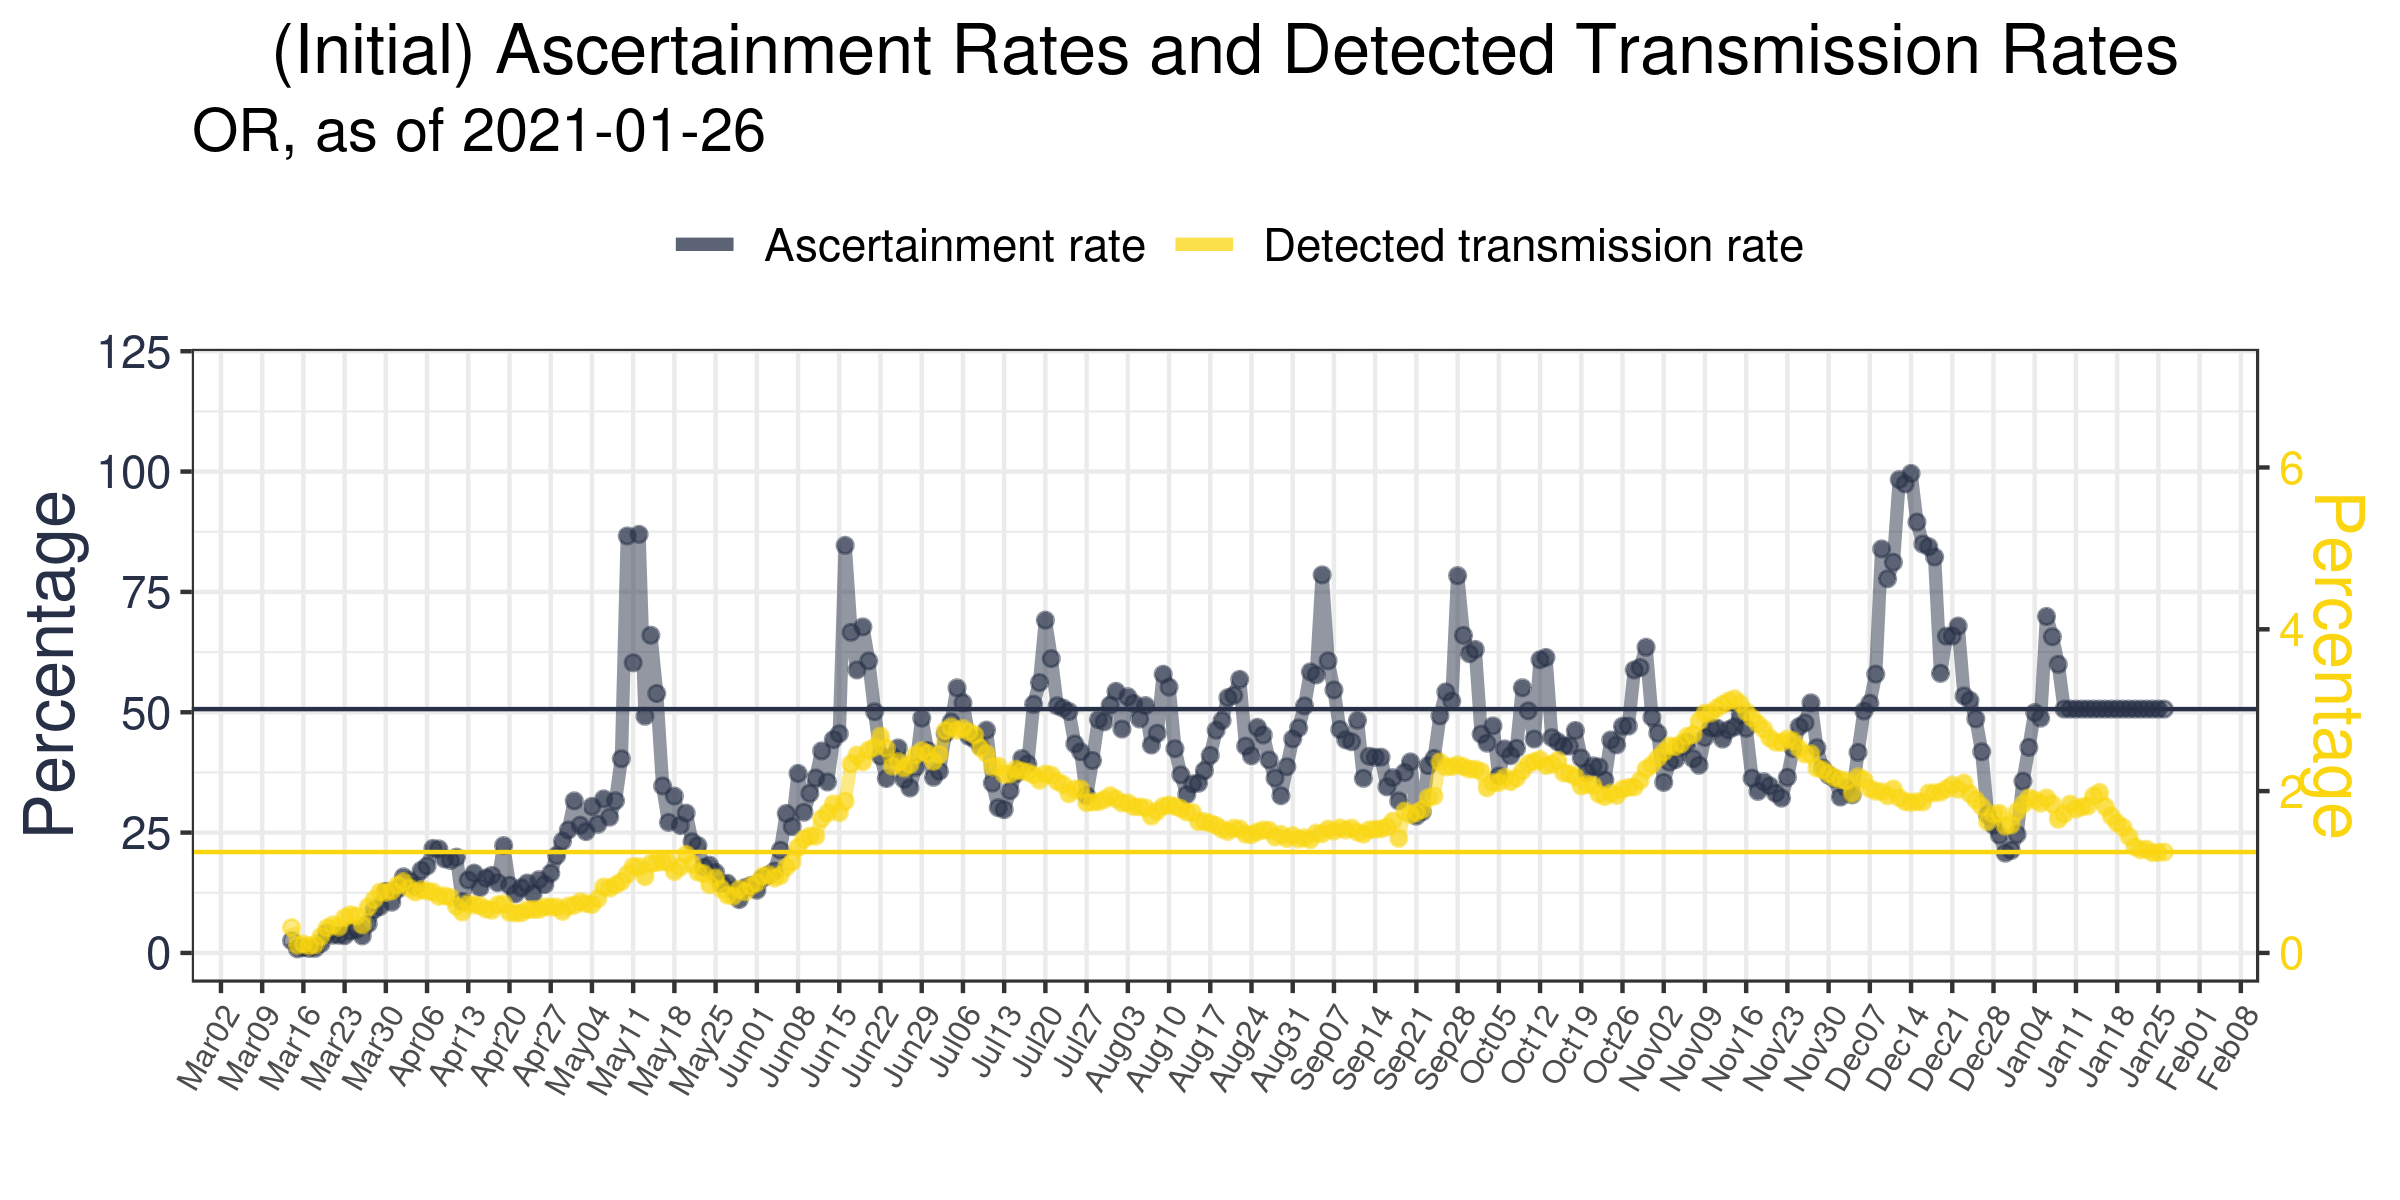 (Initial) Ascertainment Rates and Detected Transmission Rates
OR, as of 2021-01-26
Ascertainment rate
Detected transmission rate
125
100
75
50
25
0
Percentage
6
4
2
0
Percentage
Mar02
Mar09
Mar16
Mar23
Mar30
Apr06
Apr13
Apr20
Apr27
May04
May11
May18
May25
Jun01
Jun08
Jun15
Jun22
Jun29
Jul06
Jul13
Jul20
Jul27
Aug03
Aug10
Aug17
Aug24
Aug31
Sep07
Sep14
Sep21
Sep28
Oct05
Oct12
Oct19
Oct26
Nov02
Nov09
Nov16
Nov23
Nov30
Dec07
Dec14
Dec21
Dec28
Jan04
Jan11
Jan18
Jan25
Feb01
Feb08